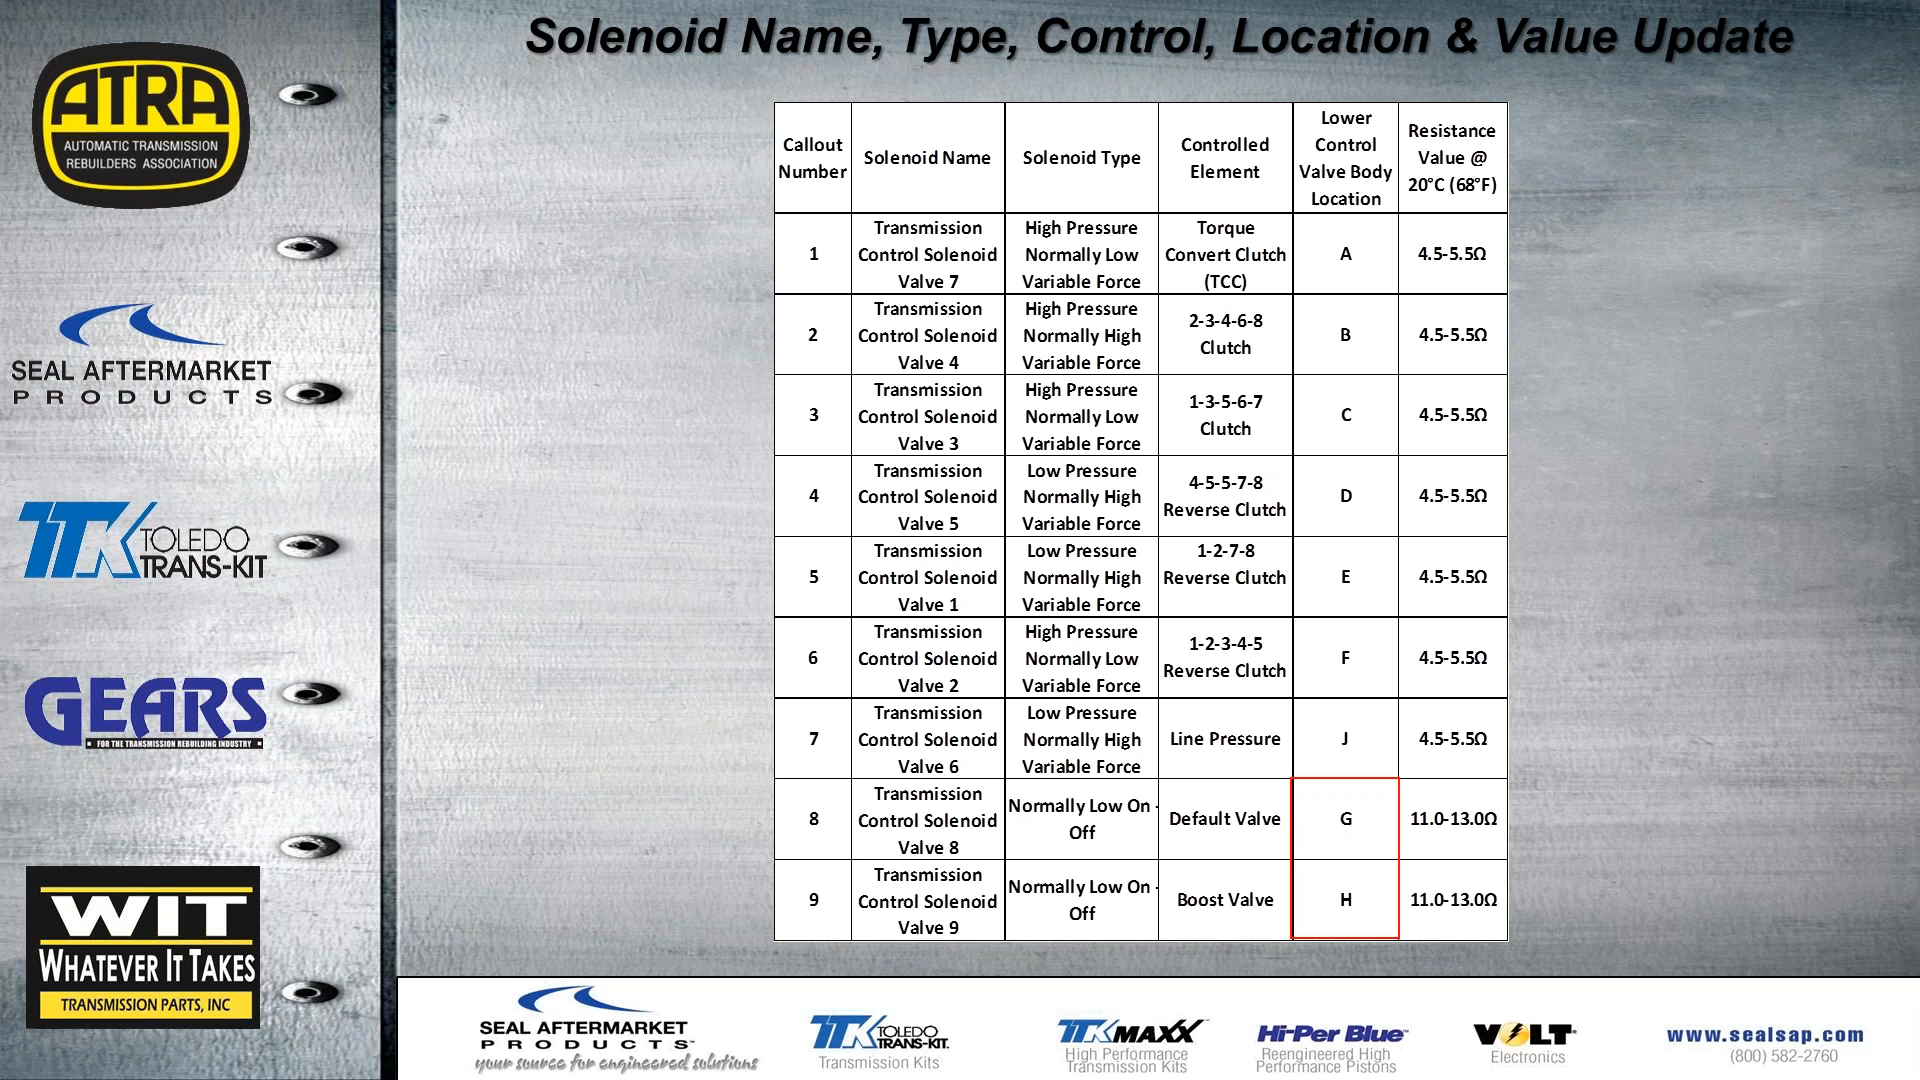 Solenoid Name, Type, Control, Location & Value Update
ATRA
AUTOMATIC TRANSMISSION
REBUILDERS ASSOCIATION
SEAL AFTERMARKET
PRODUCTS
TTK TOLEDO
TRANS-KIT
GEARS
FOR THE TRANSMISSION REBUILDING INDUSTRY
WIT
WHATEVER IT TAKES
TRANSMISSION PARTS, INC
Callout
Number
Solenoid Name
Solenoid Type
Controlled
Element
Lower
Control
Valve Body
Location
Resistance
Value @
20°C (68°F)
1
Transmission
Control Solenoid
Valve 7
High Pressure
Normally Low
Variable Force
Torque
Convert Clutch
(TCC)
A
4.5-5.5Ω
2
Transmission
Control Solenoid
Valve 4
High Pressure
Normally High
Variable Force
2-3-4-6-8
Clutch
B
4.5-5.5Ω
3
Transmission
Control Solenoid
Valve 3
High Pressure
Normally Low
Variable Force
1-3-5-6-7
Clutch
C
4.5-5.5Ω
4
Transmission
Control Solenoid
Valve 5
Low Pressure
Normally High
Variable Force
4-5-5-7-8
Reverse Clutch
D
4.5-5.5Ω
5
Transmission
Control Solenoid
Valve 1
Low Pressure
Normally High
Variable Force
1-2-7-8
Reverse Clutch
E
4.5-5.5Ω
6
Transmission
Control Solenoid
Valve 2
High Pressure
Normally Low
Variable Force
1-2-3-4-5
Reverse Clutch
F
4.5-5.5Ω
7
Transmission
Control Solenoid
Valve 6
Low Pressure
Normally High
Variable Force
Line Pressure
J
4.5-5.5Ω
8
Transmission
Control Solenoid
Valve 8
Normally Low On -
Off
Default Valve
G
11.0-13.0Ω
9
Transmission
Control Solenoid
Valve 9
Normally Low On -
Off
Boost Valve
H
11.0-13.0Ω
SEAL AFTERMARKET
PRODUCTS™
your source for engineered solutions
TTK TOLEDO
TRANS-KIT.
Transmission Kits
TTK MAXX™
High Performance
Transmission Kits
Hi-Per Blue™
Reengineered High
Performance Pistons
VOLT
Electronics
www.sealsap.com
(800) 582-2760